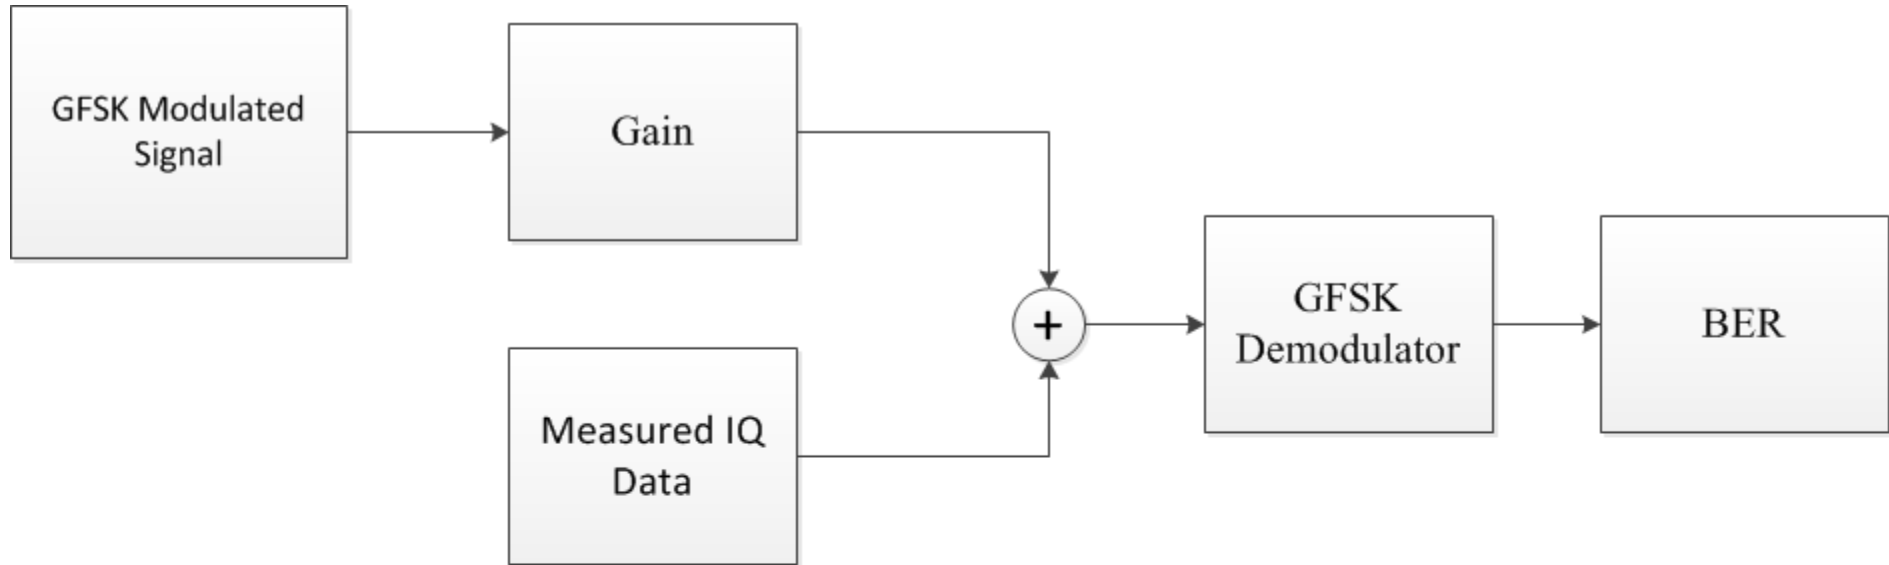 GFSK Modulated
Signal
Gain
Measured IQ
Data
+
GFSK
Demodulator
BER